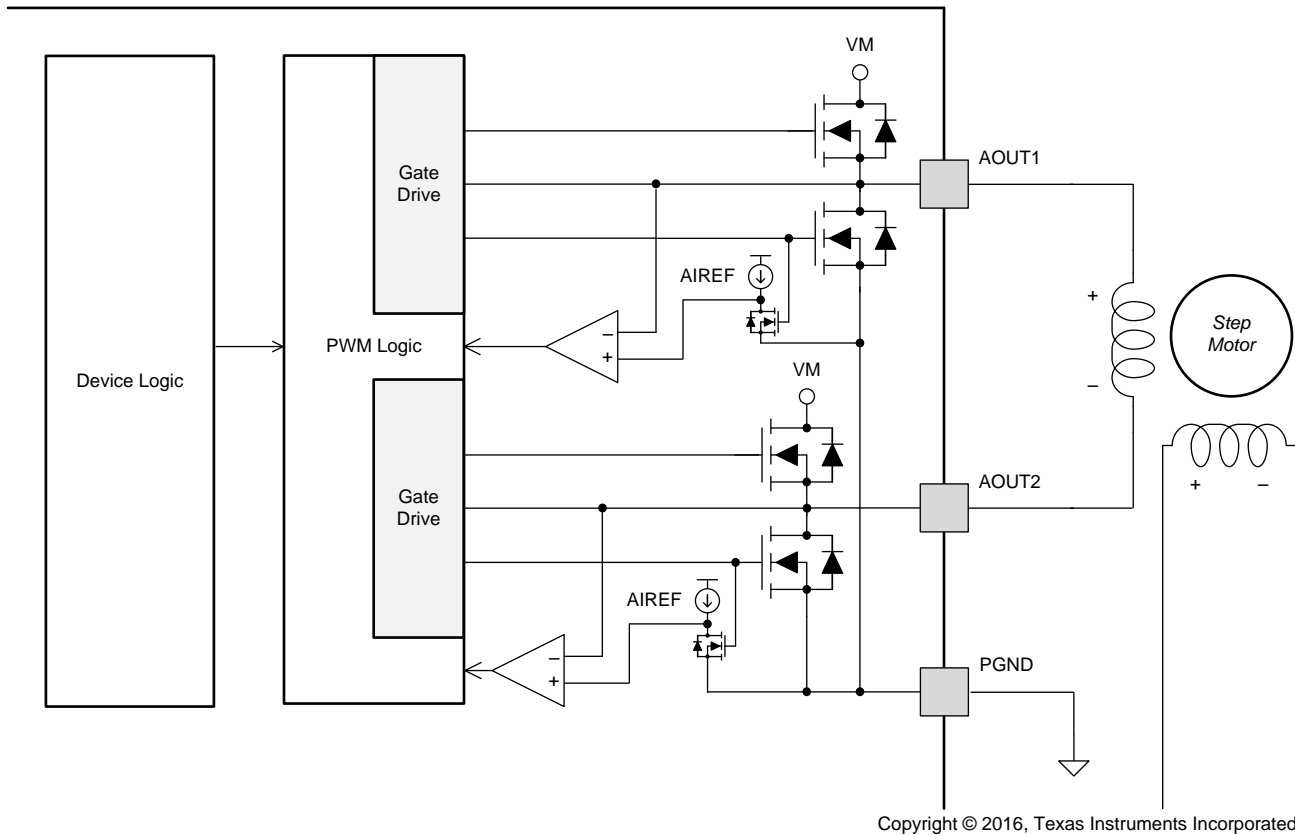 VM
AOUT1
Gate
Drive
AIREF
+
–
+
Step
Motor
PWM Logic
Device Logic
–
VM
–
AOUT2
+ –
Gate
Drive
AIREF
–
+
PGND
Copyright © 2016, Texas Instruments Incorporated